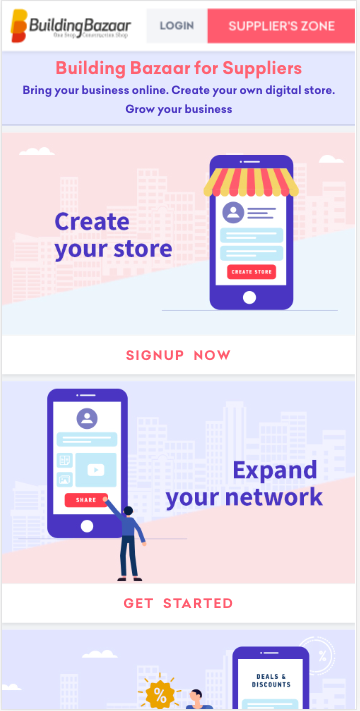 BuildingBazaar
One Stop Construction Shop
LOGIN
SUPPLIER'S ZONE
Building Bazaar for Suppliers
Bring your business online. Create your own digital store.
Grow your business
Create
your store
CREATE STORE
SIGNUP NOW
SHARE
Expand
your network
GET STARTED
DEALS &
DISCOUNTS
%
%